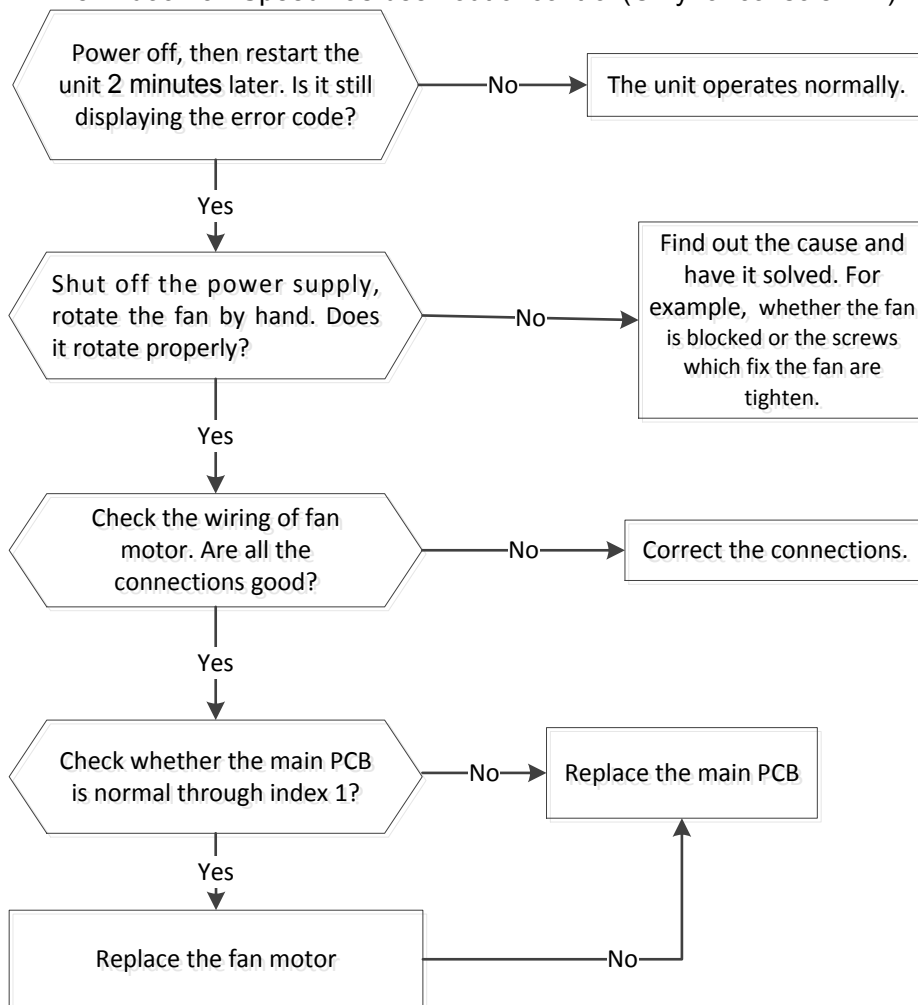 Power off, then restart the
unit 2 minutes later. Is it still
displaying the error code?
No
The unit operates normally.
Yes
Shut off the power supply,
rotate the fan by hand. Does
it rotate properly?
No
Find out the cause and
have it solved. For
example, whether the fan
is blocked or the screws
which fix the fan are
tighten.
Yes
Check the wiring of fan
motor. Are all the
connections good?
No
Correct the connections.
Yes
Check whether the main PCB
is normal through index 1?
No
Replace the main PCB
Yes
Replace the fan motor
No